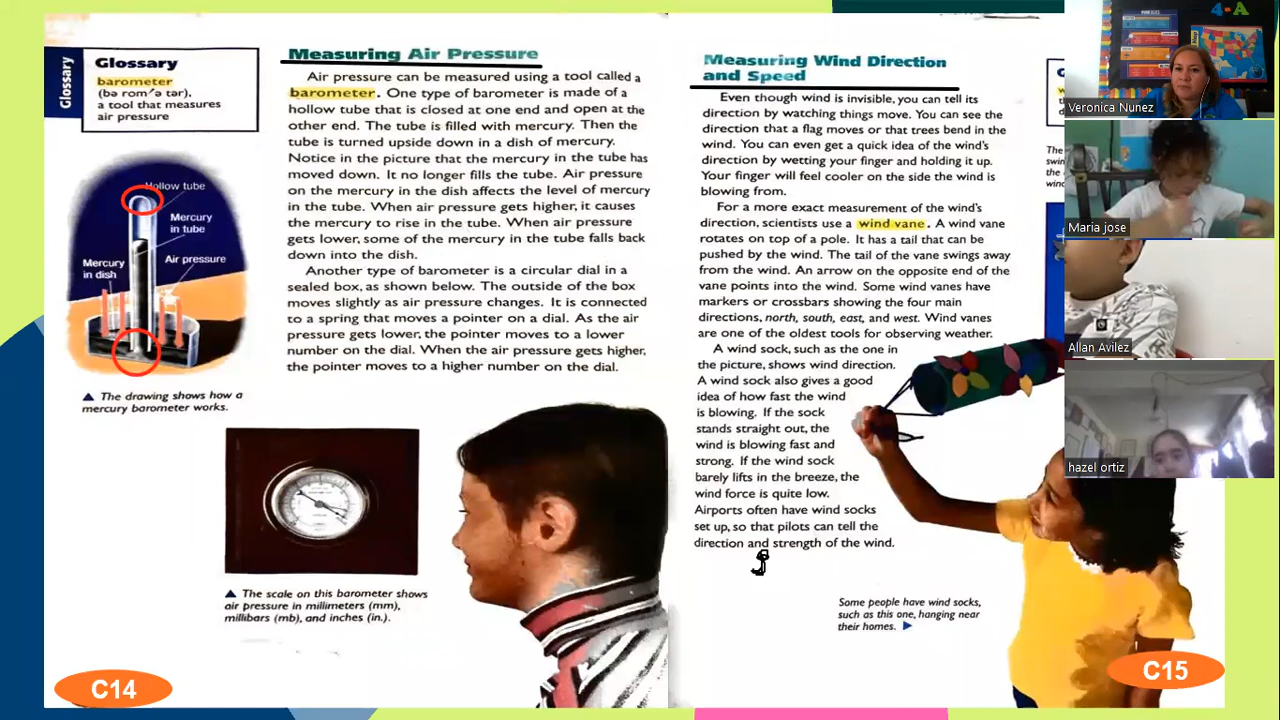 Glossary
Glossary
barometer
(bə rom′ə tər),
a tool that measures
air pressure
Hollow tube
Mercury
in tube
Mercury
in dish
Air pressure
▲ The drawing shows how a
mercury barometer works.
Measuring Air Pressure
Air pressure can be measured using a tool called a
barometer. One type of barometer is made of a
hollow tube that is closed at one end and open at the
other end. The tube is filled with mercury. Then the
tube is turned upside down in a dish of mercury.
Notice in the picture that the mercury in the tube has
moved down. It no longer fills the tube. Air pressure
on the mercury in the dish affects the level of mercury
in the tube. When air pressure gets higher, it causes
the mercury to rise in the tube. When air pressure
gets lower, some of the mercury in the tube falls back
down into the dish.
Another type of barometer is a circular dial in a
sealed box, as shown below. The outside of the box
moves slightly as air pressure changes. It is connected
to a spring that moves a pointer on a dial. As the air
pressure gets lower, the pointer moves to a lower
number on the dial. When the air pressure gets higher,
the pointer moves to a higher number on the dial.
▲ The scale on this barometer shows
air pressure in millimeters (mm),
millibars (mb), and inches (in.).
C14
Measuring Wind Direction
and Speed
Even though wind is invisible, you can tell its
direction by watching things move. You can see the
direction that a flag moves or that trees bend in the
wind. You can even get a quick idea of the wind's
direction by wetting your finger and holding it up.
Your finger will feel cooler on the side the wind is
blowing from.
For a more exact measurement of the wind's
direction, scientists use a wind vane. A wind vane
rotates on top of a pole. It has a tail that can be
pushed by the wind. The tail of the vane swings away
from the wind. An arrow on the opposite end of the
vane points into the wind. Some wind vanes have
markers or crossbars showing the four main
directions, north, south, east, and west. Wind vanes
are one of the oldest tools for observing weather.
A wind sock, such as the one in
the picture, shows wind direction.
A wind sock also gives a good
idea of how fast the wind
is blowing. If the sock
stands straight out, the
wind is blowing fast and
strong. If the wind sock
barely lifts in the breeze, the
wind force is quite low.
Airports often have wind socks
set up, so that pilots can tell the
direction and strength of the wind.
Some people have wind socks,
such as this one, hanging near
their homes. ▶
C15
4-A
Veronica Nunez
Maria jose
Allan Avilez
hazel ortiz